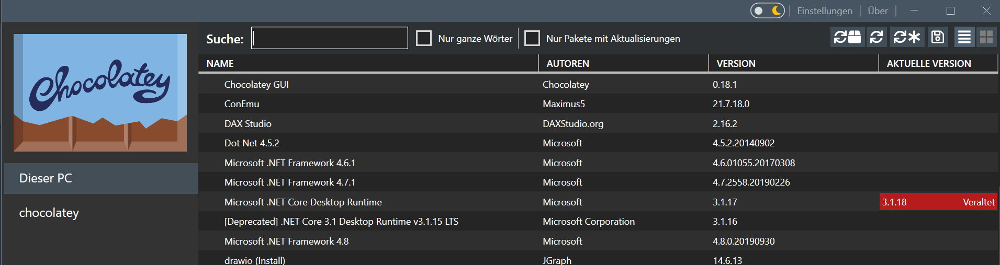 Einstellungen Über
Chocolatey
Dieser PC
chocolatey
Suche: Nur ganze Wörter Nur Pakete mit Aktualisierungen
NAME AUTOREN VERSION AKTUELLE VERSION
Chocolatey GUI Chocolatey 0.18.1
ConEmu Maximus5 21.7.18.0
DAX Studio DAXStudio.org 2.16.2
Dot Net 4.5.2 Microsoft 4.5.2.20140902
Microsoft .NET Framework 4.6.1 Microsoft 4.6.01055.20170308
Microsoft .NET Framework 4.7.1 Microsoft 4.7.2558.20190226
Microsoft .NET Core Desktop Runtime Microsoft 3.1.17 3.1.18 Veraltet
[Deprecated] .NET Core 3.1 Desktop Runtime v3.1.15 LTS Microsoft Corporation 3.1.16
Microsoft .NET Framework 4.8 Microsoft 4.8.0.20190930
drawio (Install) JGraph 14.6.13